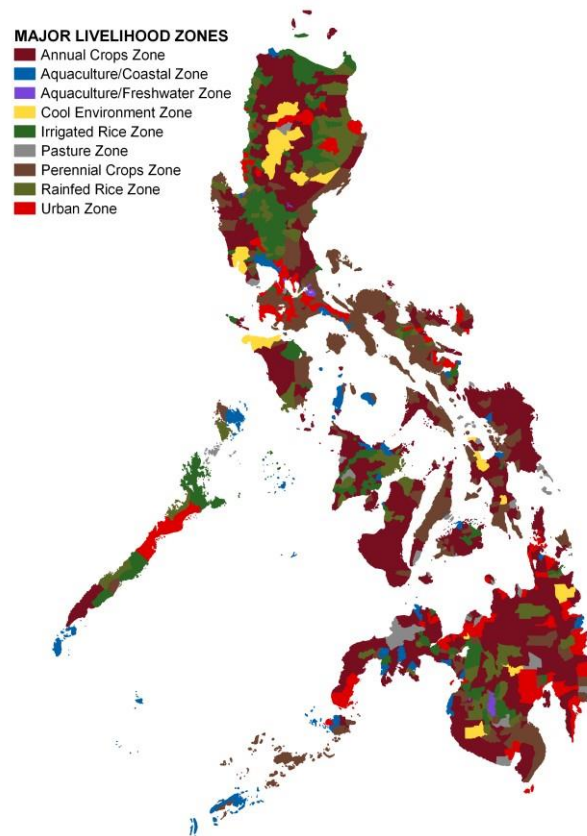 MAJOR LIVELIHOOD ZONES
Annual Crops Zone
Aquaculture/Coastal Zone
Aquaculture/Freshwater Zone
Cool Environment Zone
Irrigated Rice Zone
Pasture Zone
Perennial Crops Zone
Rainfed Rice Zone
Urban Zone